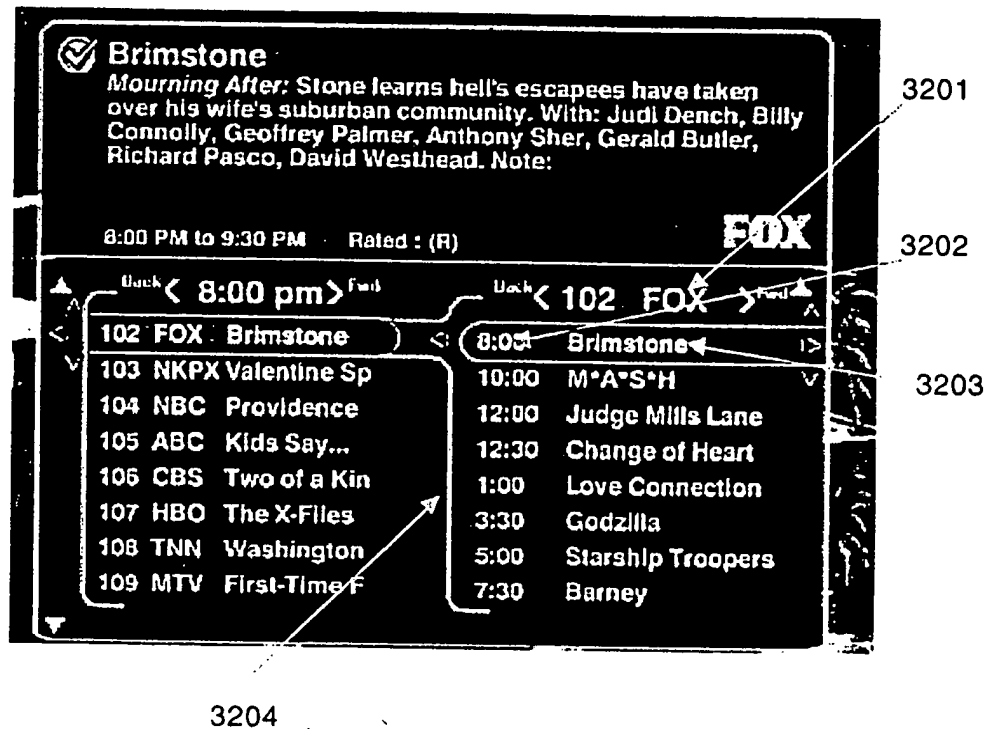 Brimstone
Mourning After: Stone learns hell's escapees have taken
over his wife's suburban community. With: Judi Dench, Billy
Connolly, Geoffrey Palmer, Anthony Sher, Gerald Butler,
Richard Pasco, David Westhead. Note:
8:00 PM to 9:30 PM Rated : (R)
FOX
Back < 8:00 pm > Fwd
102 FOX Brimstone
103 NKPX Valentine Sp
104 NBC Providence
105 ABC Kids Say...
106 CBS Two of a Kin
107 HBO The X-Files
108 TNN Washington
109 MTV First-Time F
Back < 102 FOX > Fwd
8:00 Brimstone
10:00 M*A*S*H
12:00 Judge Mills Lane
12:30 Change of Heart
1:00 Love Connection
3:30 Godzilla
5:00 Starship Troopers
7:30 Barney
3201
3202
3203
3204